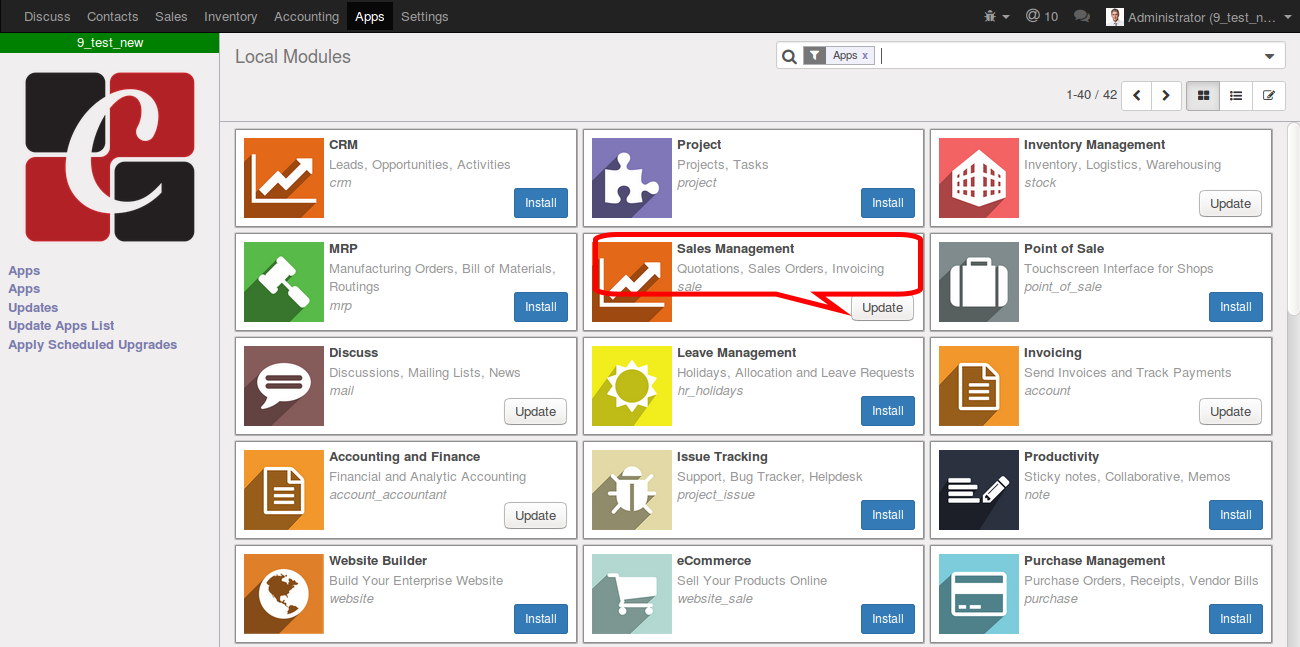 Discuss Contacts Sales Inventory Accounting Apps Settings @ 10 Administrator (9_test_n...
9_test_new
Local Modules
Apps x
1-40 / 42
C
Apps
Apps
Updates
Update Apps List
Apply Scheduled Upgrades
CRM
Leads, Opportunities, Activities
crm
Install
Project
Projects, Tasks
project
Install
Inventory Management
Inventory, Logistics, Warehousing
stock
Update
MRP
Manufacturing Orders, Bill of Materials,
Routings
mrp
Install
Sales Management
Quotations, Sales Orders, Invoicing
sale
Update
Point of Sale
Touchscreen Interface for Shops
point_of_sale
Install
Discuss
Discussions, Mailing Lists, News
mail
Update
Leave Management
Holidays, Allocation and Leave Requests
hr_holidays
Install
Invoicing
Send Invoices and Track Payments
account
Update
Accounting and Finance
Financial and Analytic Accounting
account_accountant
Update
Issue Tracking
Support, Bug Tracker, Helpdesk
project_issue
Install
Productivity
Sticky notes, Collaborative, Memos
note
Install
Website Builder
Build Your Enterprise Website
website
Install
eCommerce
Sell Your Products Online
website_sale
Install
Purchase Management
Purchase Orders, Receipts, Vendor Bills
purchase
Install